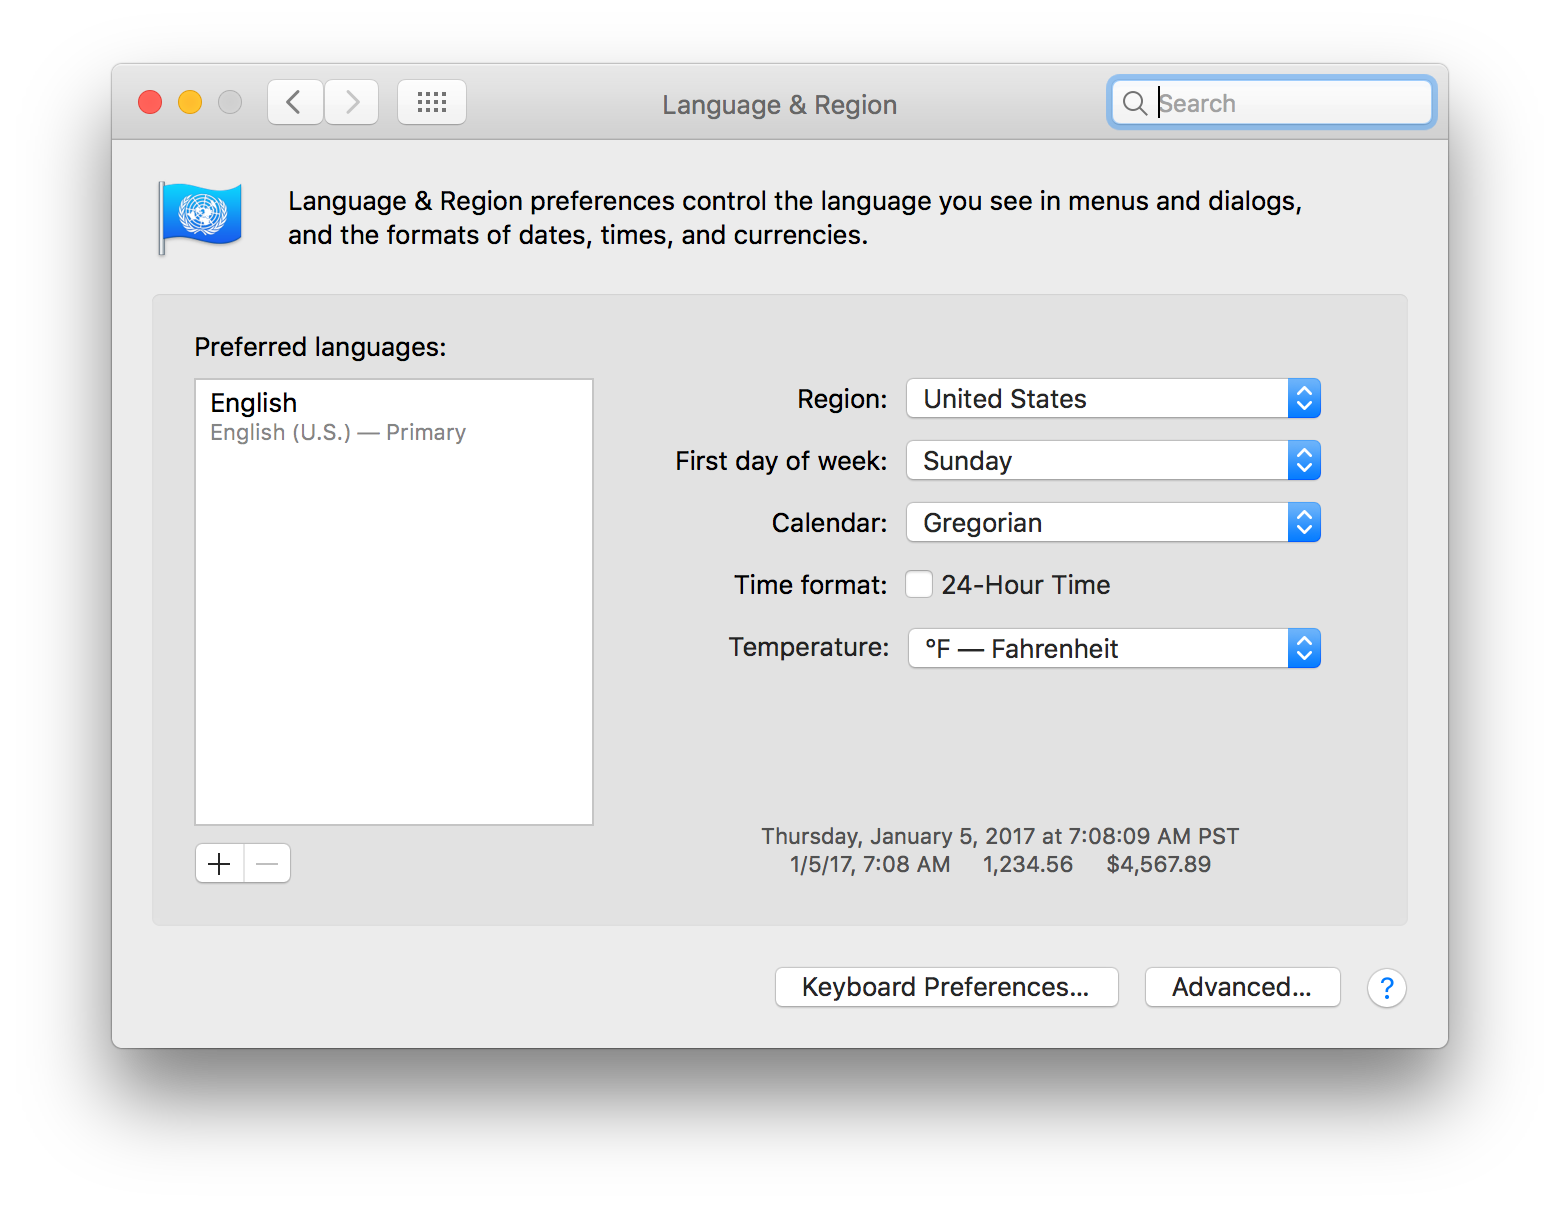 Language & Region
Search
Language & Region preferences control the language you see in menus and dialogs,
and the formats of dates, times, and currencies.
Preferred languages:
English
English (U.S.) — Primary
Region: United States
First day of week: Sunday
Calendar: Gregorian
Time format: 24-Hour Time
Temperature: °F — Fahrenheit
Thursday, January 5, 2017 at 7:08:09 AM PST
1/5/17, 7:08 AM 1,234.56 $4,567.89
Keyboard Preferences... Advanced... ?